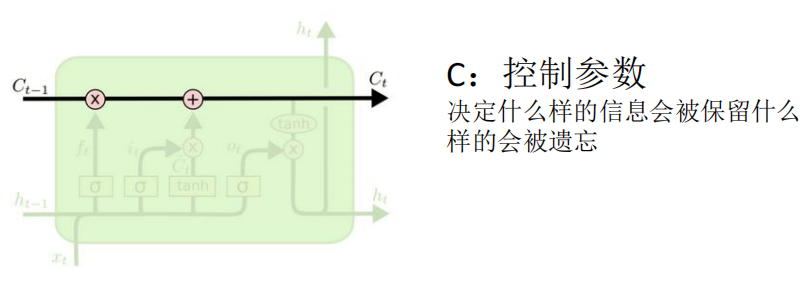 h_t
C_{t-1}
C_t
x
+
tanh
f_t
i_t
o_t
x
x
C̃_t
σ
σ
tanh
σ
h_{t-1}
h_t
x_t
C：控制参数
决定什么样的信息会被保留什么
样的会被遗忘